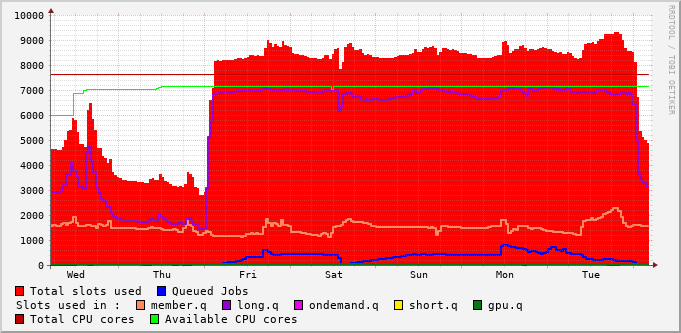 RRDTOOL / TOBI OETIKER
10000
9000
8000
7000
6000
5000
4000
3000
2000
1000
0
Wed Thu Fri Sat Sun Mon Tue
Total slots used Queued Jobs
Slots used in : member.q long.q ondemand.q short.q gpu.q
Total CPU cores Available CPU cores